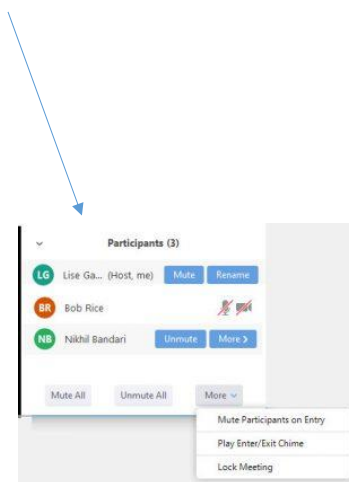 Participants (3)
LG Lise Ga... (Host, me) Mute Rename
BR Bob Rice
NB Nikhil Bandari Unmute More >
Mute All Unmute All More
Mute Participants on Entry
Play Enter/Exit Chime
Lock Meeting